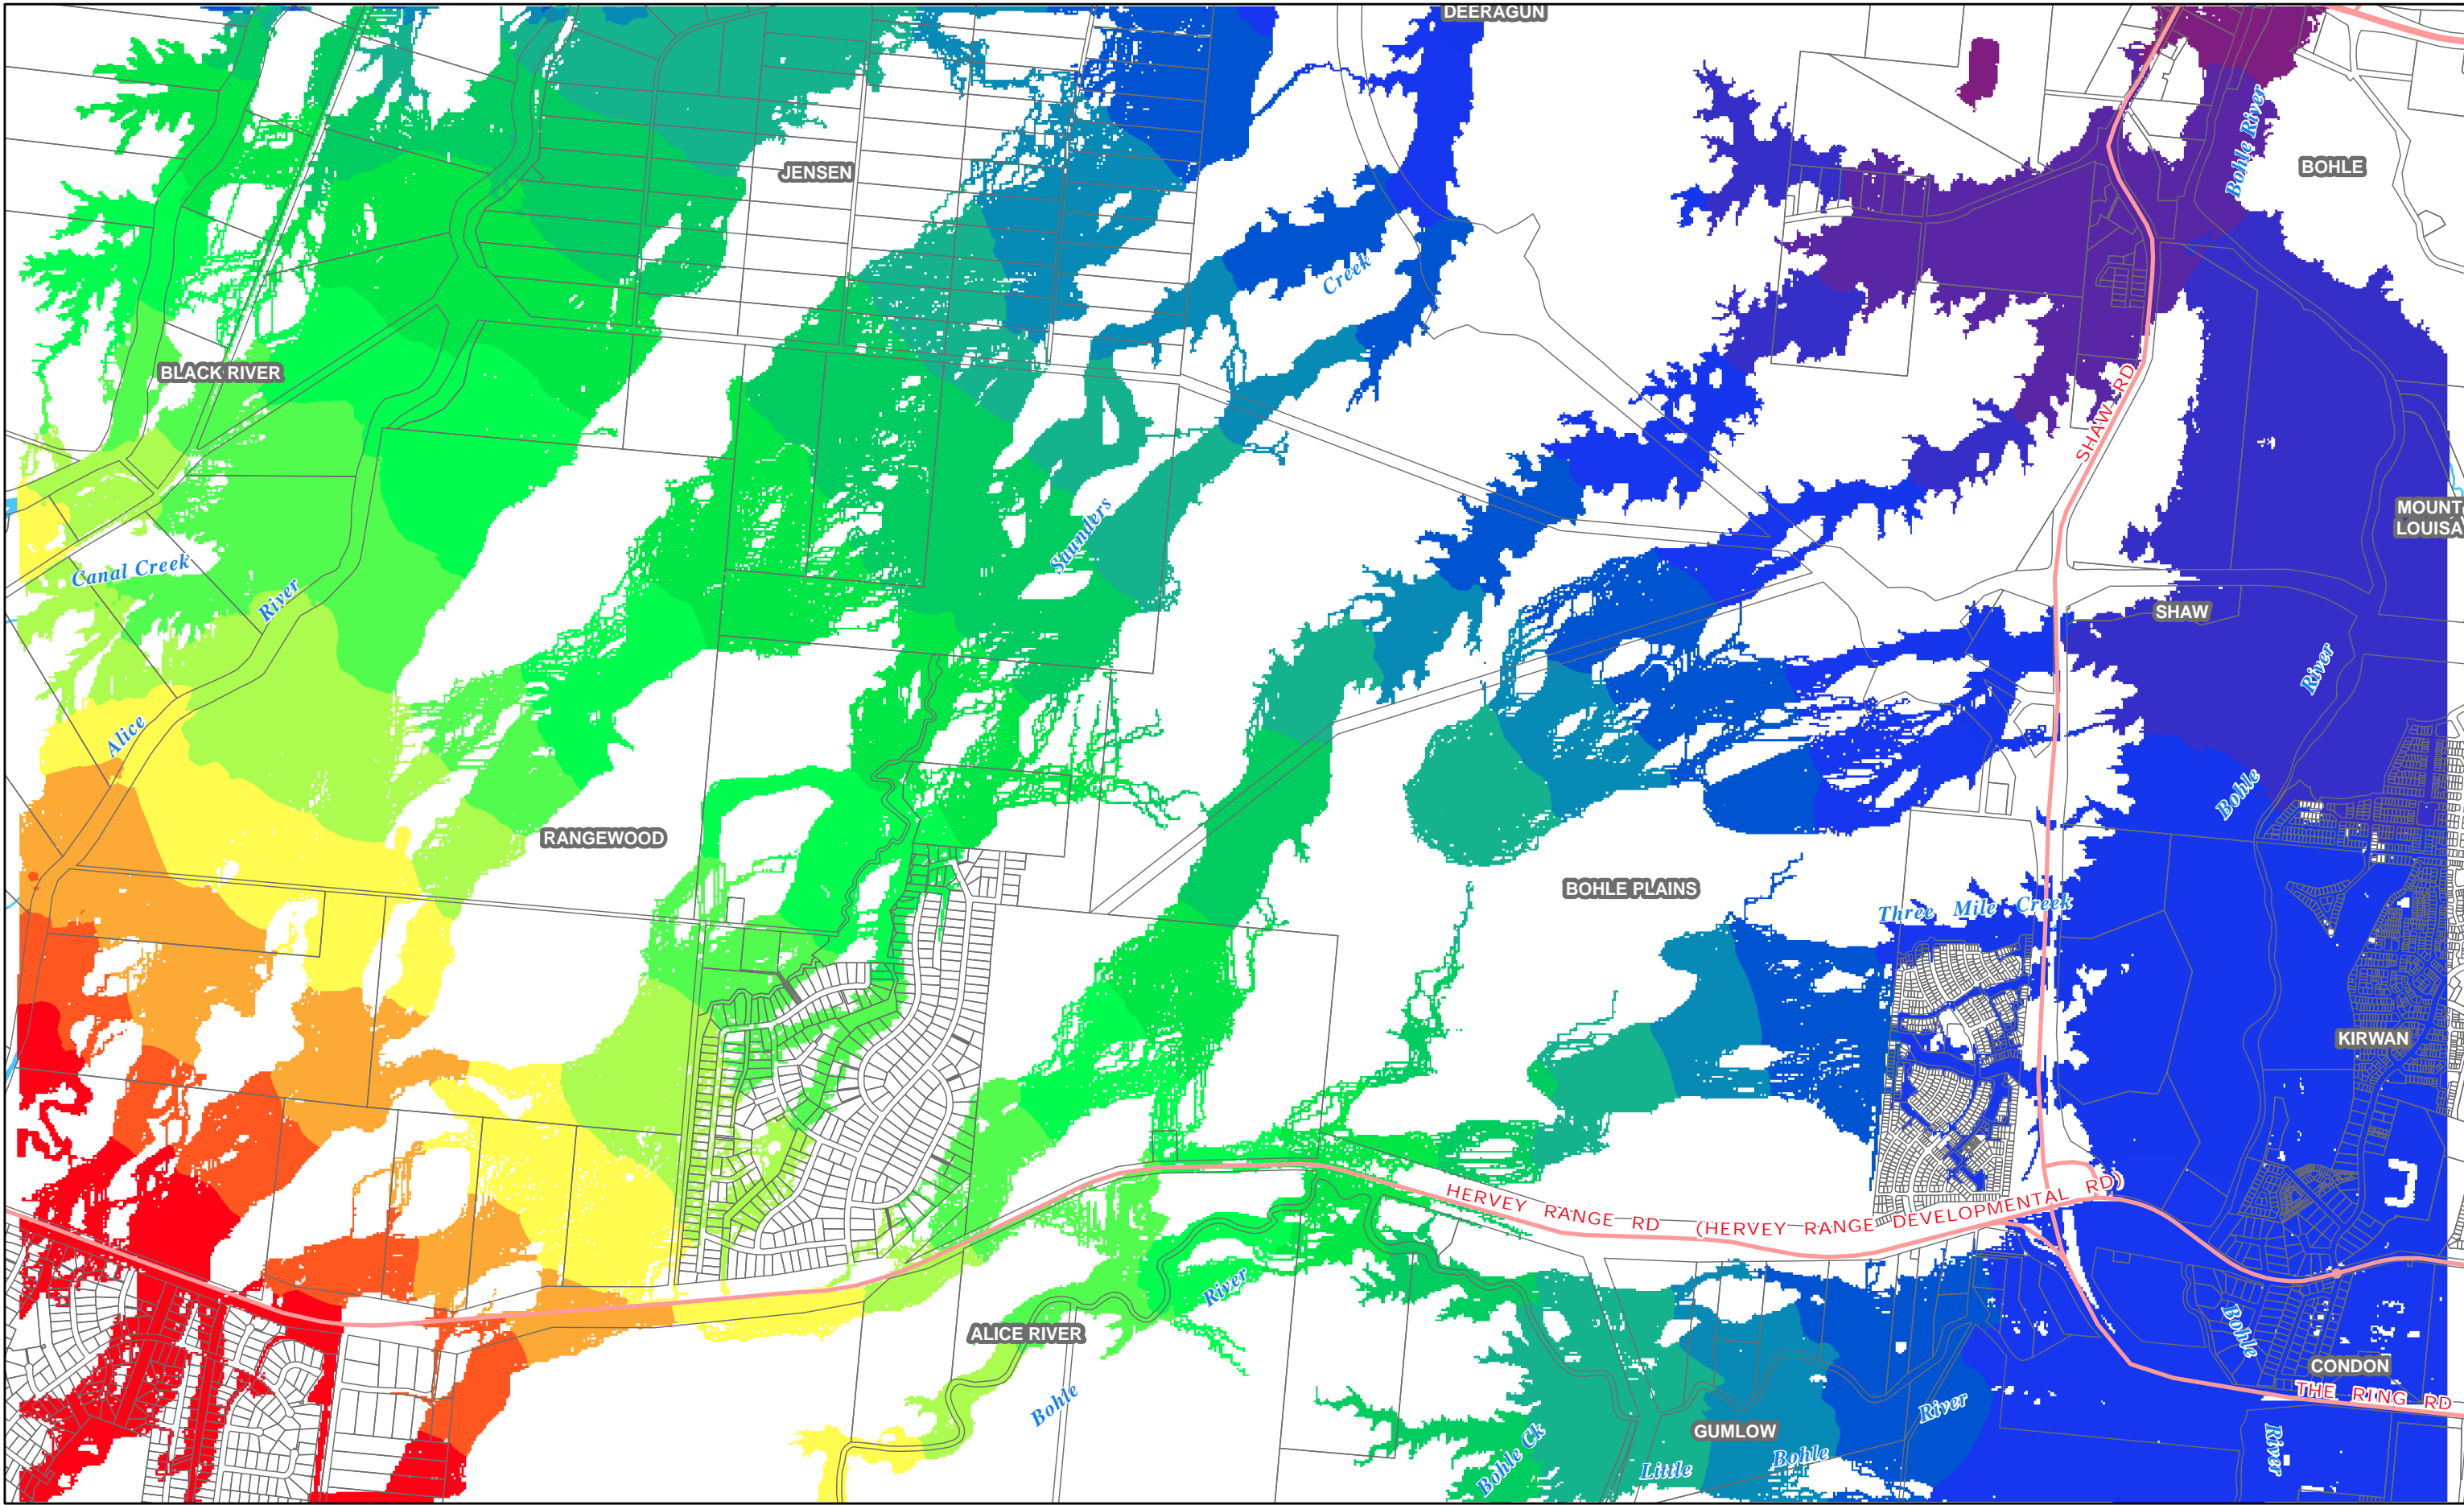 DEERAGUN
Bohle River
BOHLE
JENSEN
Creek
BLACK RIVER
SHAW RD
Saunders
MOUNT
LOUISA
Canal Creek
River
SHAW
River
Alice
Bohle
RANGEWOOD
BOHLE PLAINS
Three Mile Creek
KIRWAN
HERVEY RANGE RD (HERVEY RANGE DEVELOPMENTAL RD)
River
ALICE RIVER
Bohle
Bohle
CONDON
THE RING RD
River
GUMLOW
Bohle Ck
Little
Bohle
River